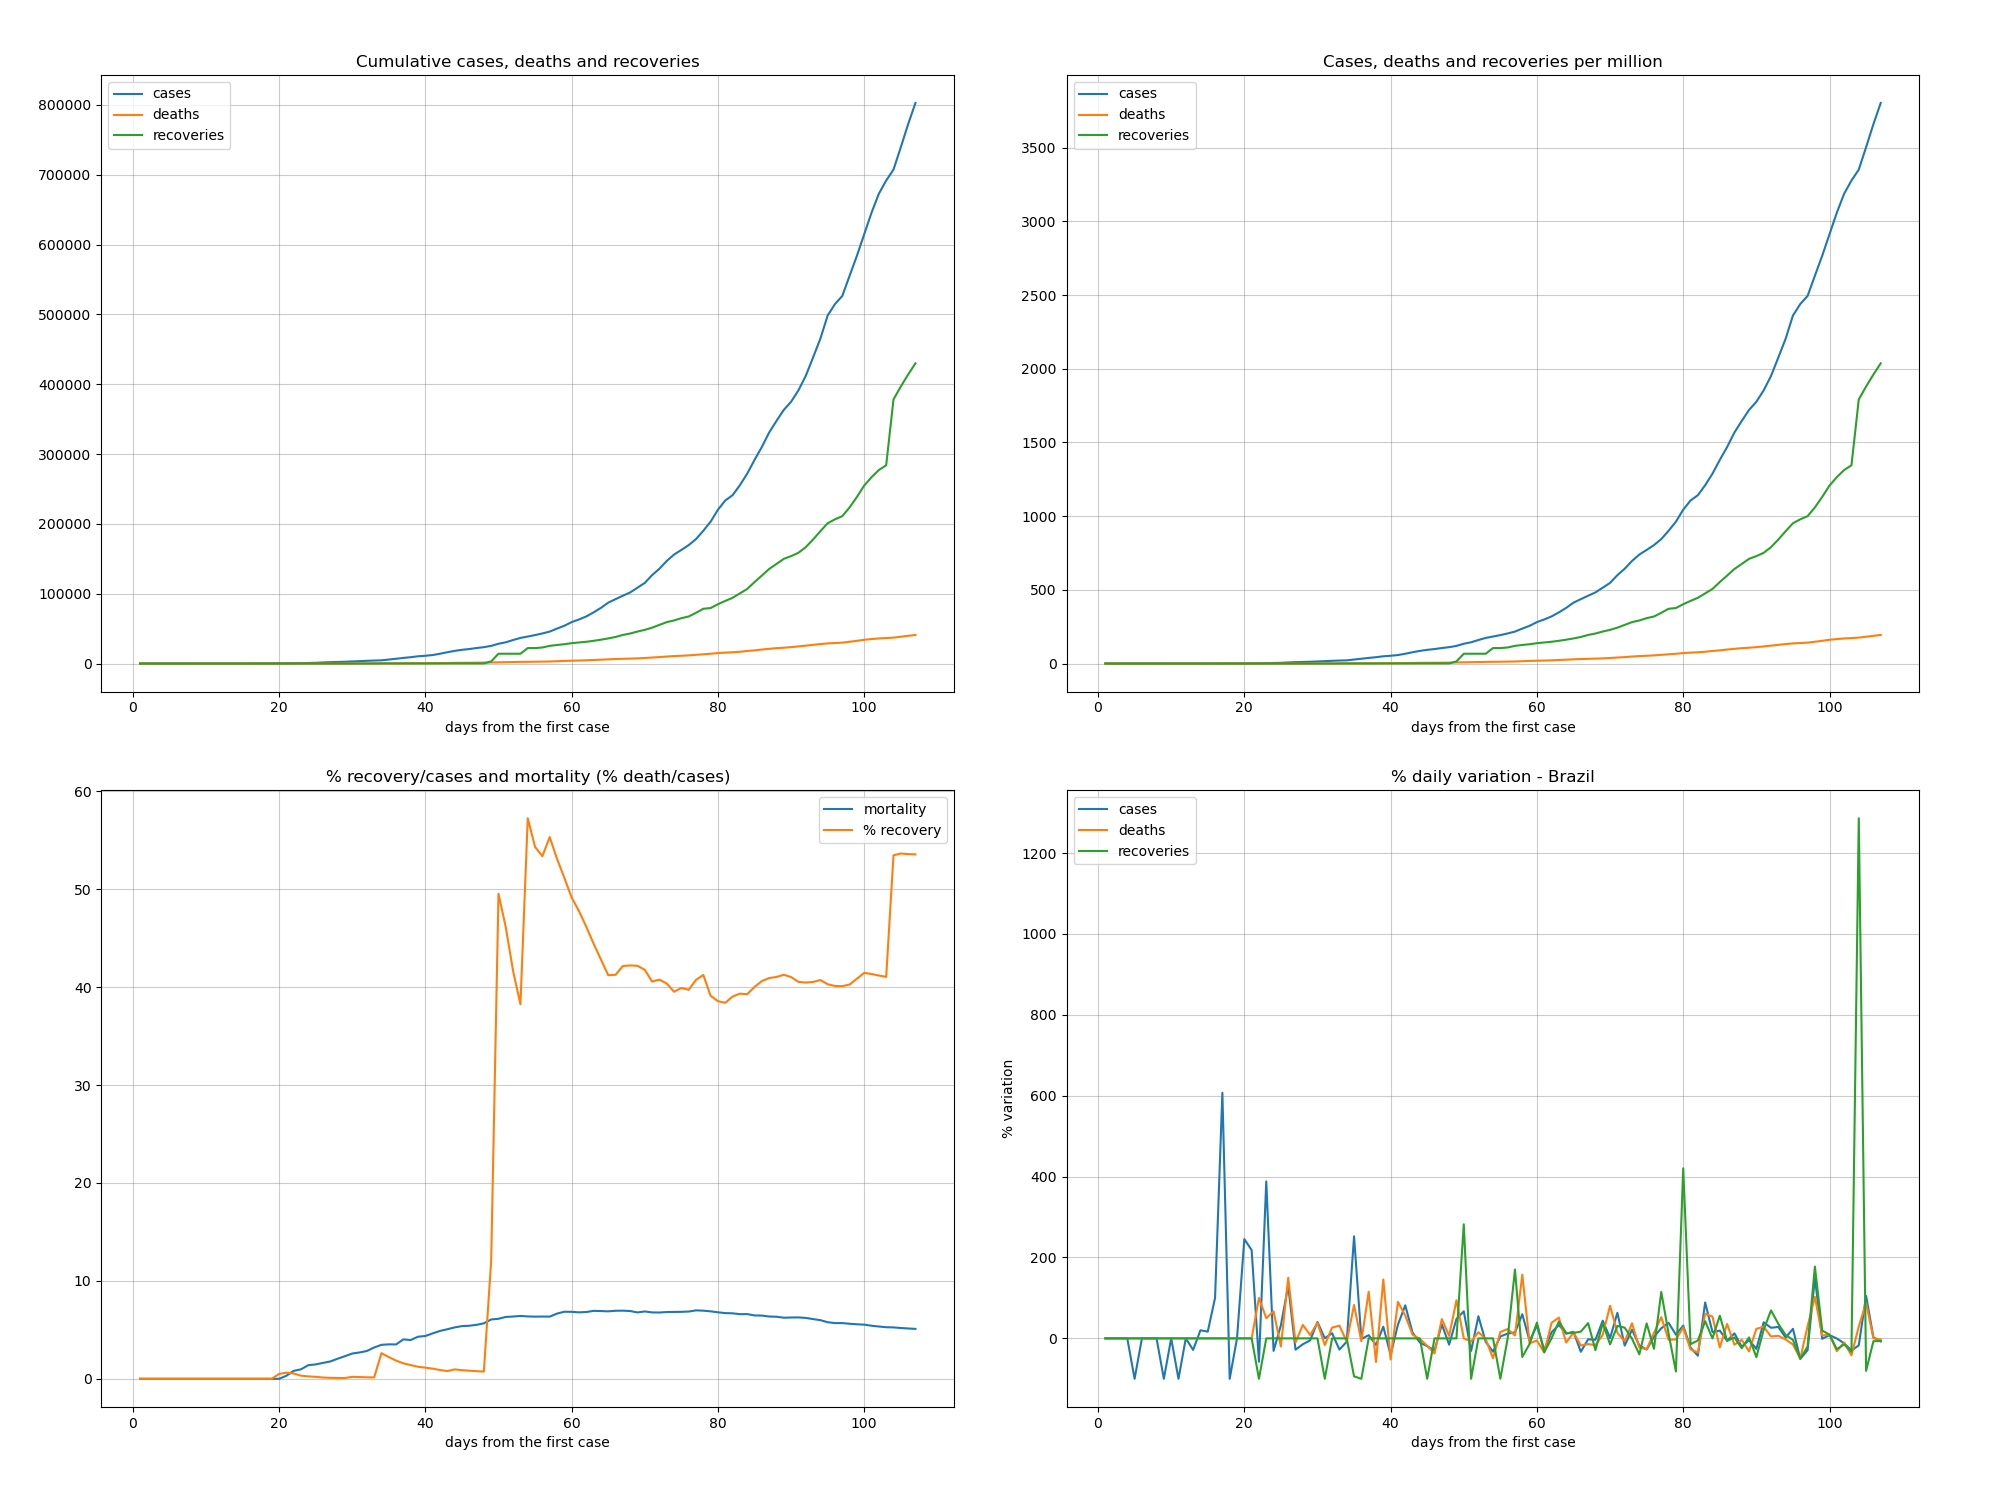 Cumulative cases, deaths and recoveries
cases
deaths
recoveries
800000
700000
600000
500000
400000
300000
200000
100000
0
0 20 40 60 80 100
days from the first case
Cases, deaths and recoveries per million
cases
deaths
recoveries
3500
3000
2500
2000
1500
1000
500
0
0 20 40 60 80 100
days from the first case
% recovery/cases and mortality (% death/cases)
mortality
% recovery
60
50
40
30
20
10
0
0 20 40 60 80 100
days from the first case
% daily variation - Brazil
cases
deaths
recoveries
% variation
1200
1000
800
600
400
200
0
0 20 40 60 80 100
days from the first case